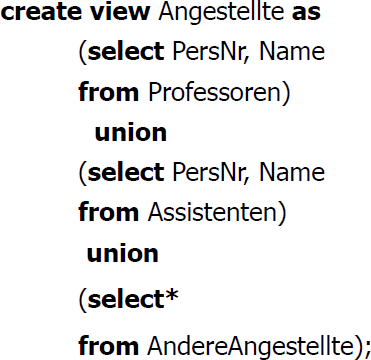 create view Angestellte as
(select PersNr, Name
from Professoren)
union
(select PersNr, Name
from Assistenten)
union
(select*
from AndereAngestellte);